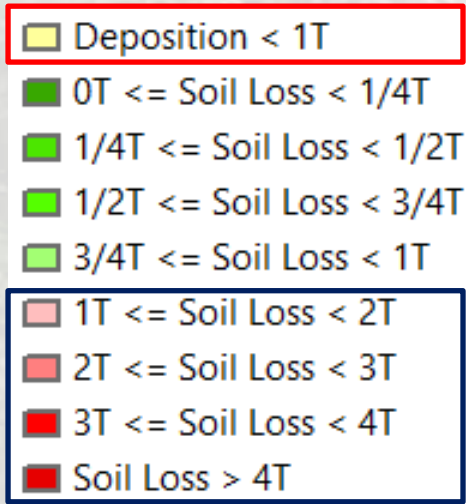 Deposition < 1T
0T <= Soil Loss < 1/4T
1/4T <= Soil Loss < 1/2T
1/2T <= Soil Loss < 3/4T
3/4T <= Soil Loss < 1T
1T <= Soil Loss < 2T
2T <= Soil Loss < 3T
3T <= Soil Loss < 4T
Soil Loss > 4T